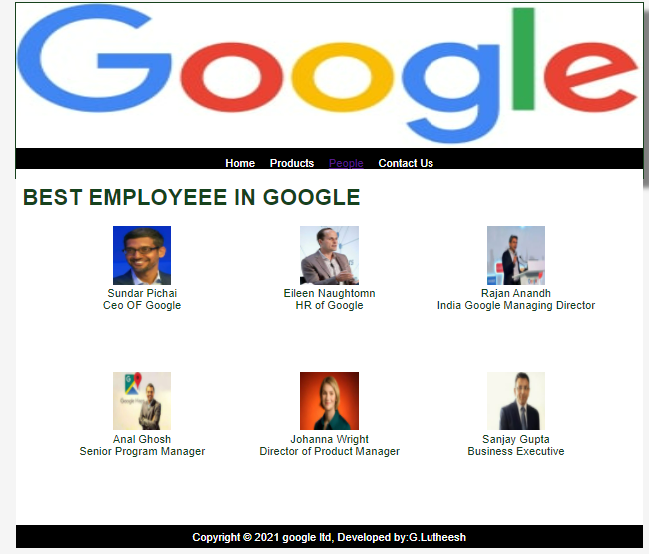 Google
Home Products People Contact Us
BEST EMPLOYEEE IN GOOGLE
Sundar Pichai
Ceo OF Google
Eileen Naughtomn
HR of Google
Rajan Anandh
India Google Managing Director
Anal Ghosh
Senior Program Manager
Johanna Wright
Director of Product Manager
Sanjay Gupta
Business Executive
Copyright © 2021 google ltd, Developed by:G.Lutheesh